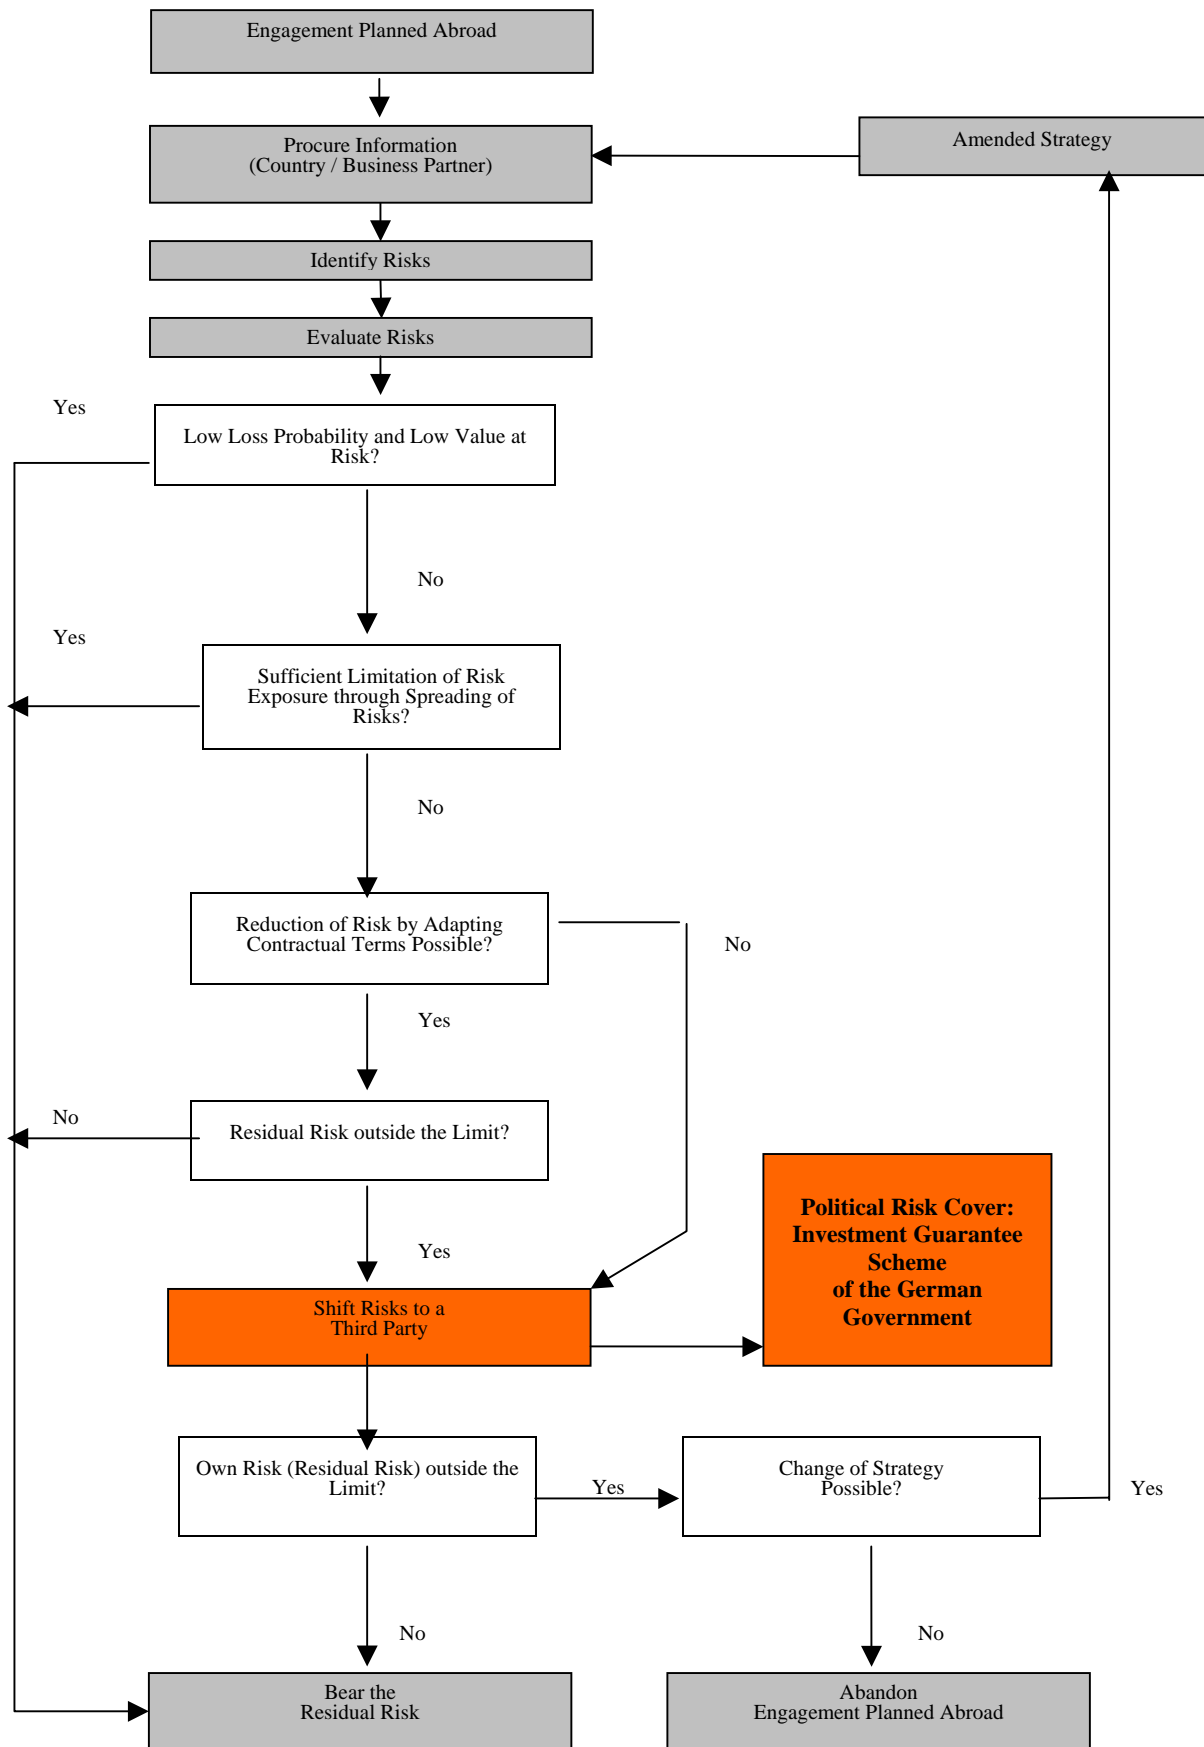 Engagement Planned Abroad
Procure Information
(Country / Business Partner)
Amended Strategy
Identify Risks
Evaluate Risks
Yes
Low Loss Probability and Low Value at
Risk?
No
Yes
Sufficient Limitation of Risk
Exposure through Spreading of
Risks?
No
Reduction of Risk by Adapting
Contractual Terms Possible?
No
Yes
No
Residual Risk outside the Limit?
Political Risk Cover:
Investment Guarantee
Scheme
of the German
Government
Yes
Shift Risks to a
Third Party
Own Risk (Residual Risk) outside the
Limit?
Yes
Change of Strategy
Possible?
Yes
No
No
Bear the
Residual Risk
Abandon
Engagement Planned Abroad